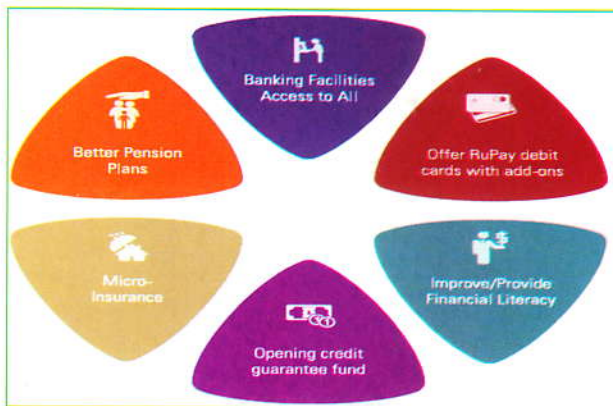 Banking Facilities
Access to All
Better Pension
Plans
Offer RuPay debit
cards with add-ons
Micro-
Insurance
Improve/Provide
Financial Literacy
Opening credit
guarantee fund